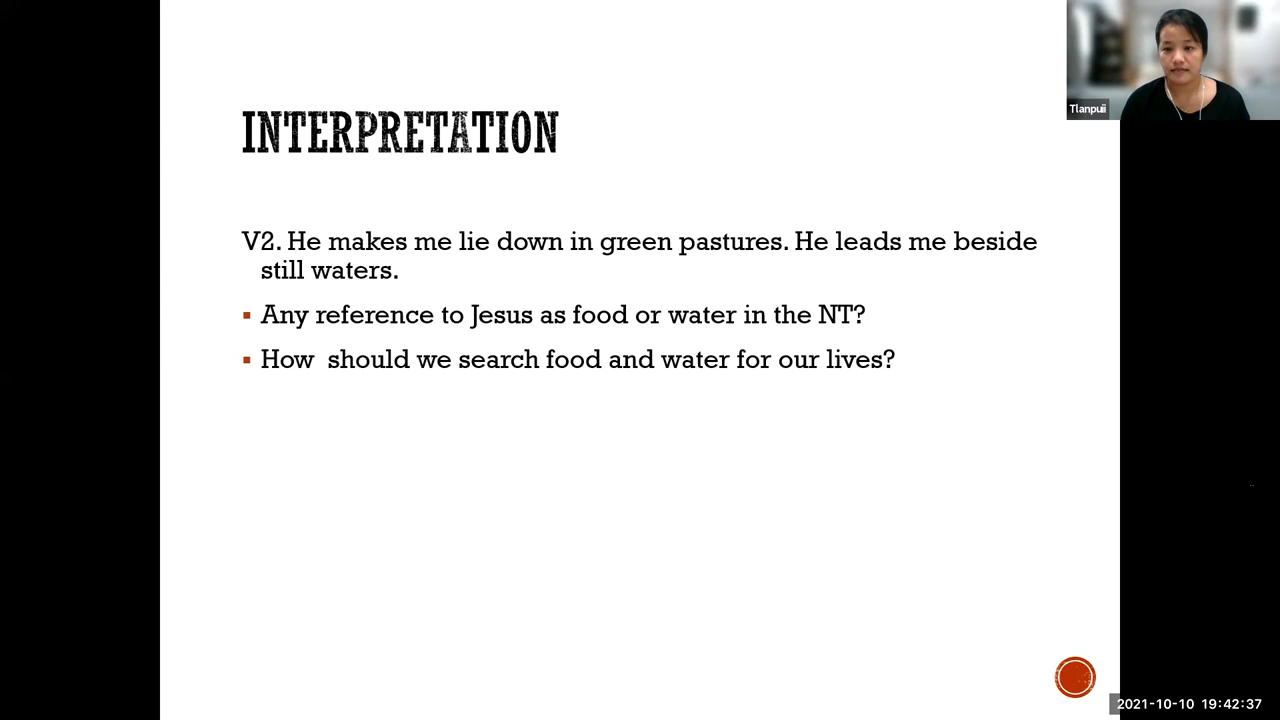 Tlanpuii
INTERPRETATION
V2. He makes me lie down in green pastures. He leads me beside
still waters.
▪ Any reference to Jesus as food or water in the NT?
▪ How  should we search food and water for our lives?
2021-10-10 19:42:37